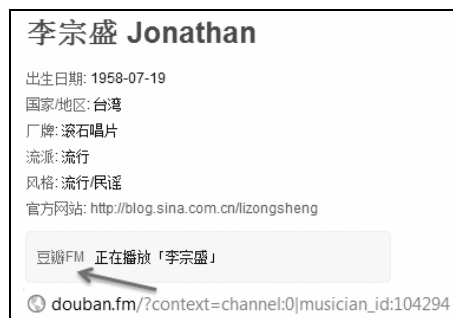 李宗盛 Jonathan
出生日期: 1958-07-19
国家/地区: 台湾
厂牌: 滚石唱片
流派: 流行
风格: 流行/民谣
官方网站: http://blog.sina.com.cn/lizongsheng
豆瓣FM 正在播放「李宗盛」
douban.fm/?context=channel:0|musician_id:104294